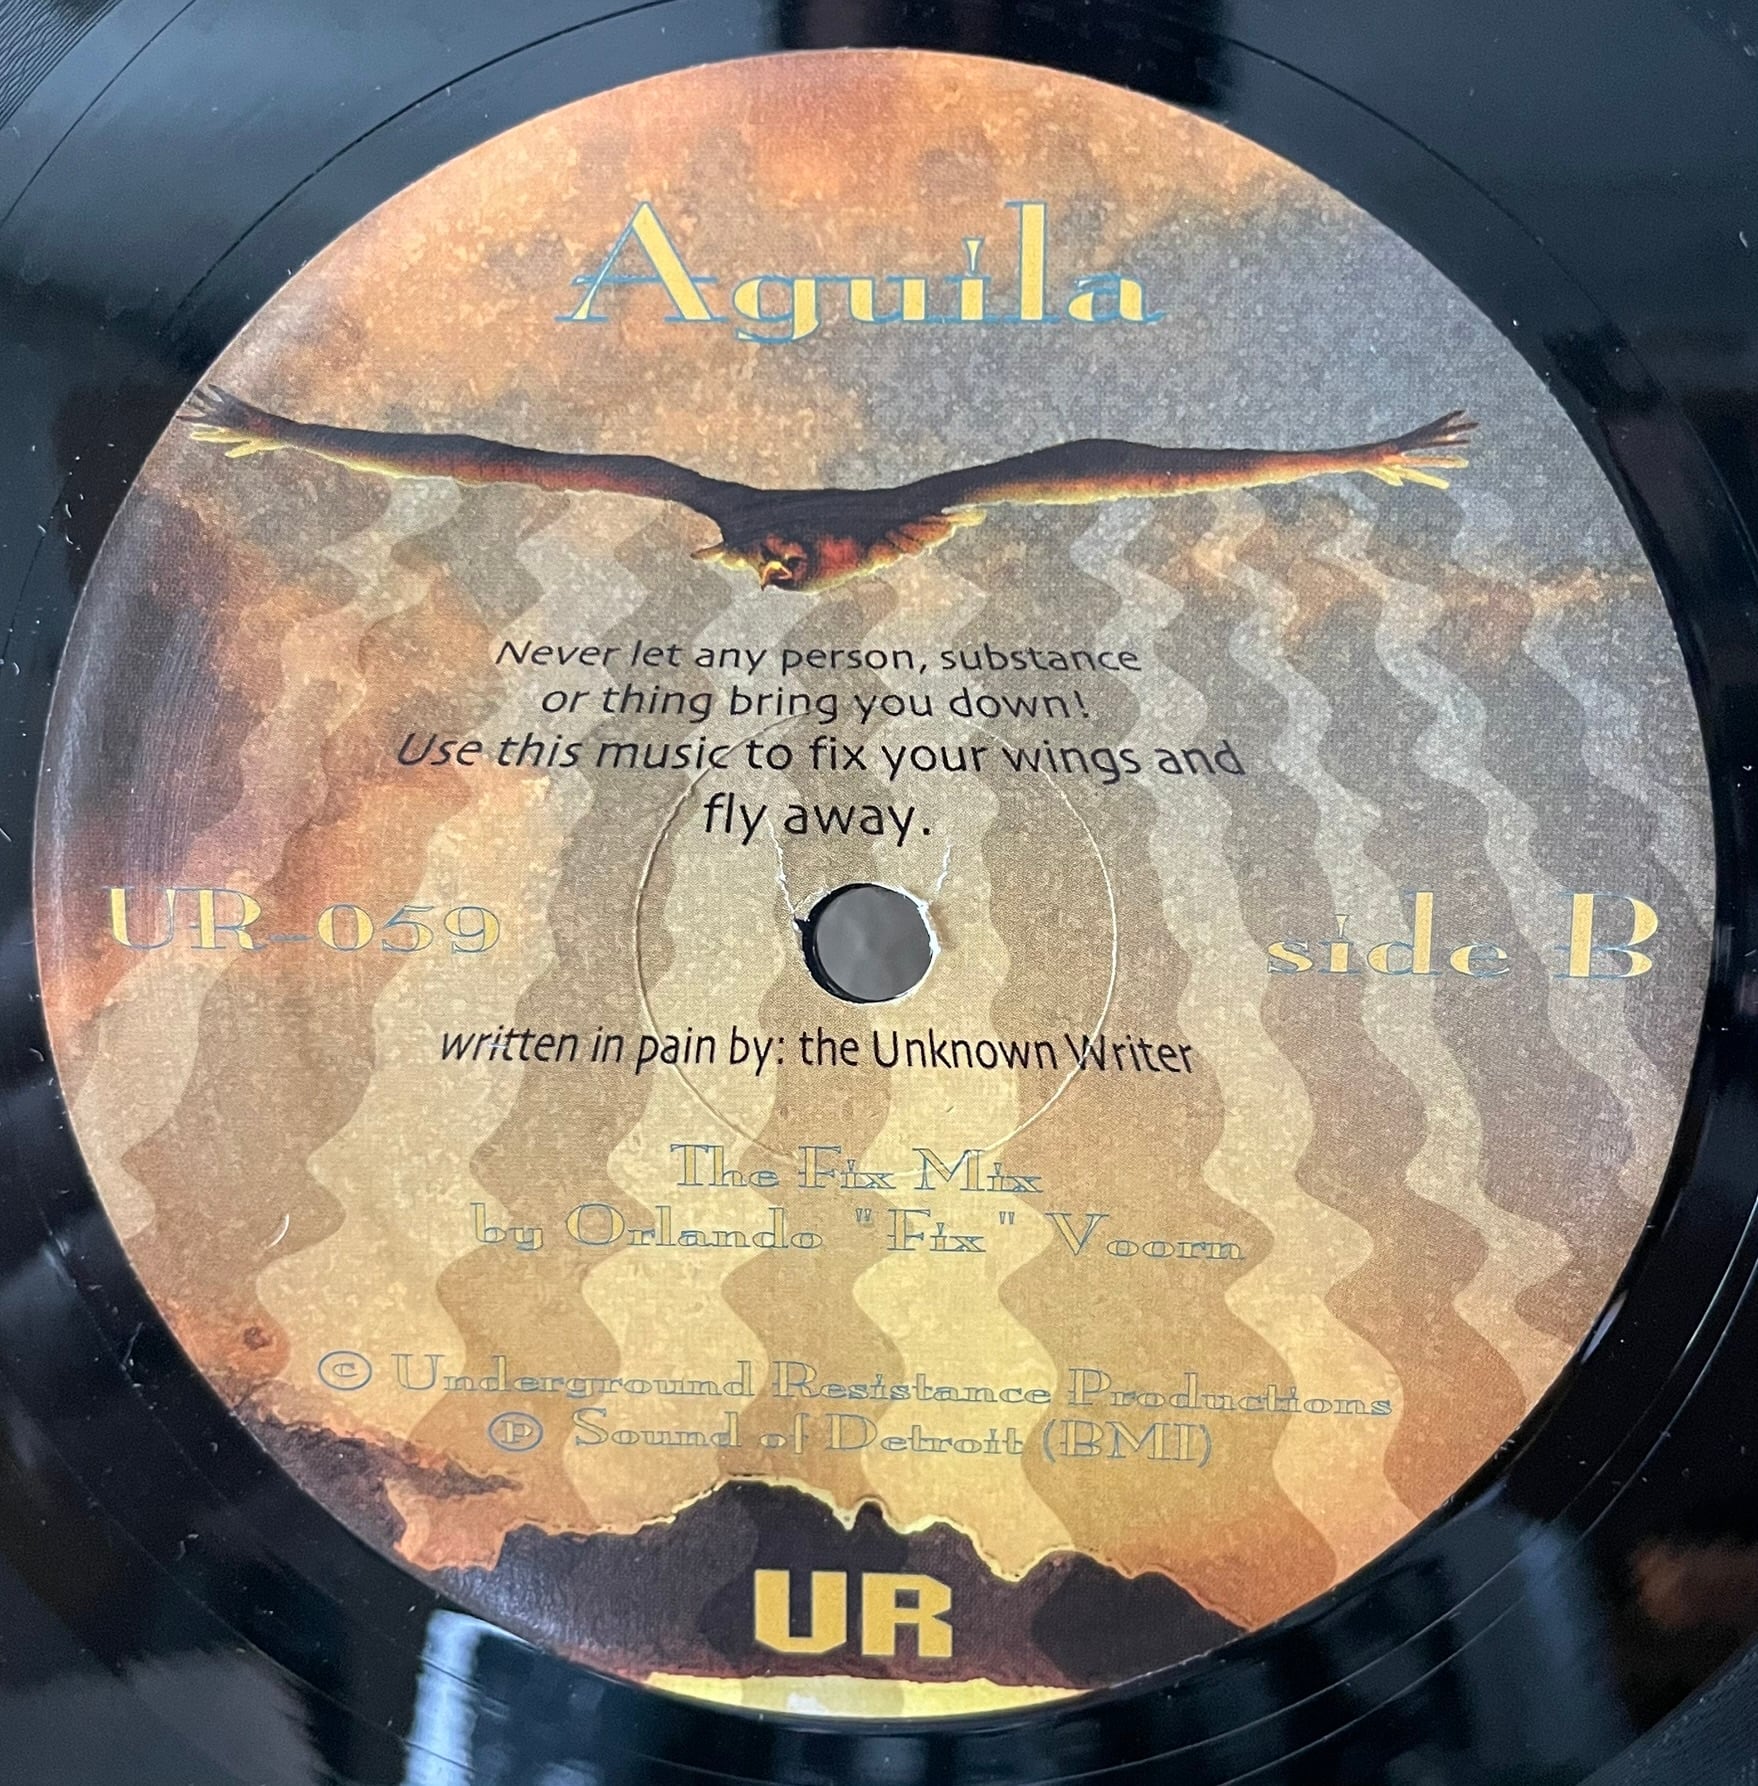 Aguila
Never let any person, substance
or thing bring you down!
Use this music to fix your wings and
fly away.
UR-059
side B
written in pain by: the Unknown Writer
The Fix Mix
by Orlando "Fix" Voorn
© Underground Resistance Productions
℗ Sound of Detroit (BMI)
UR